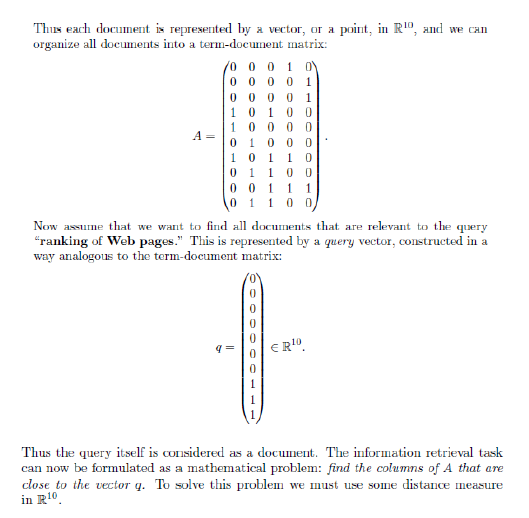 Thus each document is represented by a vector, or a point, in ℝ¹⁰, and we can
organize all documents into a term-document matrix:
A =
0 0 0 1 0
0 0 0 0 1
0 0 0 0 1
1 0 1 0 0
1 0 0 0 0
0 1 0 0 0
1 0 1 1 0
0 1 1 0 0
0 0 1 1 1
0 1 1 0 0
.
Now assume that we want to find all documents that are relevant to the query
“ranking of Web pages.” This is represented by a query vector, constructed in a
way analogous to the term-document matrix:
q =
0
0
0
0
0
0
0
1
1
1
∈ ℝ¹⁰.
Thus the query itself is considered as a document. The information retrieval task
can now be formulated as a mathematical problem: find the columns of A that are
close to the vector q. To solve this problem we must use some distance measure
in ℝ¹⁰.